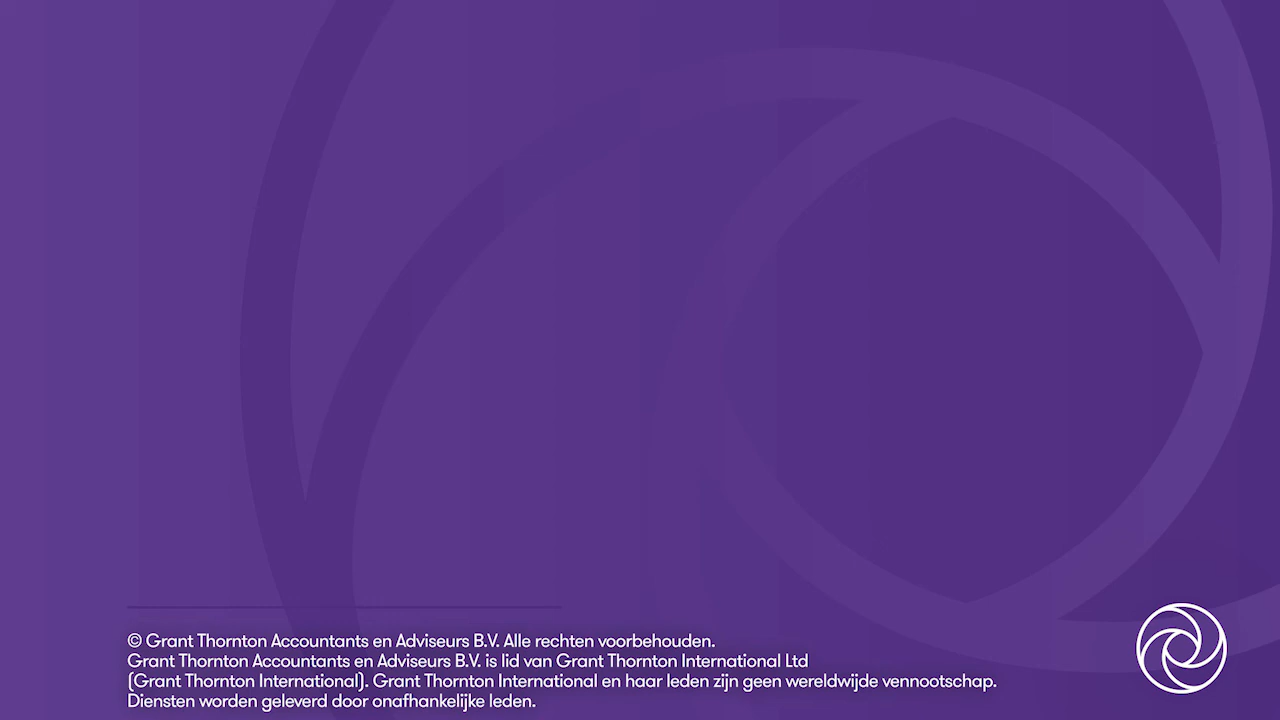 © Grant Thornton Accountants en Adviseurs B.V. Alle rechten voorbehouden.
Grant Thornton Accountants en Adviseurs B.V. is lid van Grant Thornton International Ltd
(Grant Thornton International). Grant Thornton International en haar leden zijn geen wereldwijde vennootschap.
Diensten worden geleverd door onafhankelijke leden.